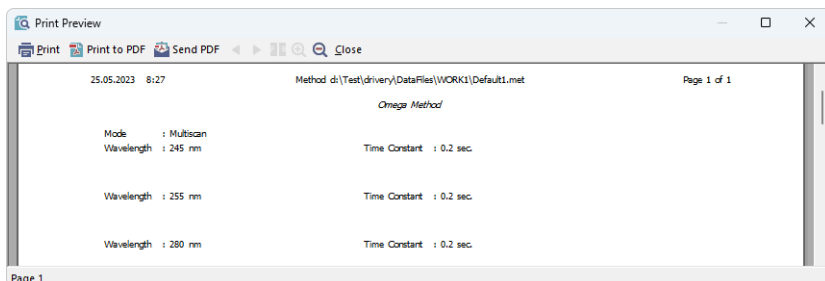 Print Preview
Print Print to PDF Send PDF Close
25.05.2023 8:27 Method d:\Test\drivery\DataFiles\WORK1\Default1.met Page 1 of 1
Omega Method
Mode : Multiscan
Wavelength : 245 nm Time Constant : 0.2 sec.
Wavelength : 255 nm Time Constant : 0.2 sec.
Wavelength : 280 nm Time Constant : 0.2 sec.
Page 1